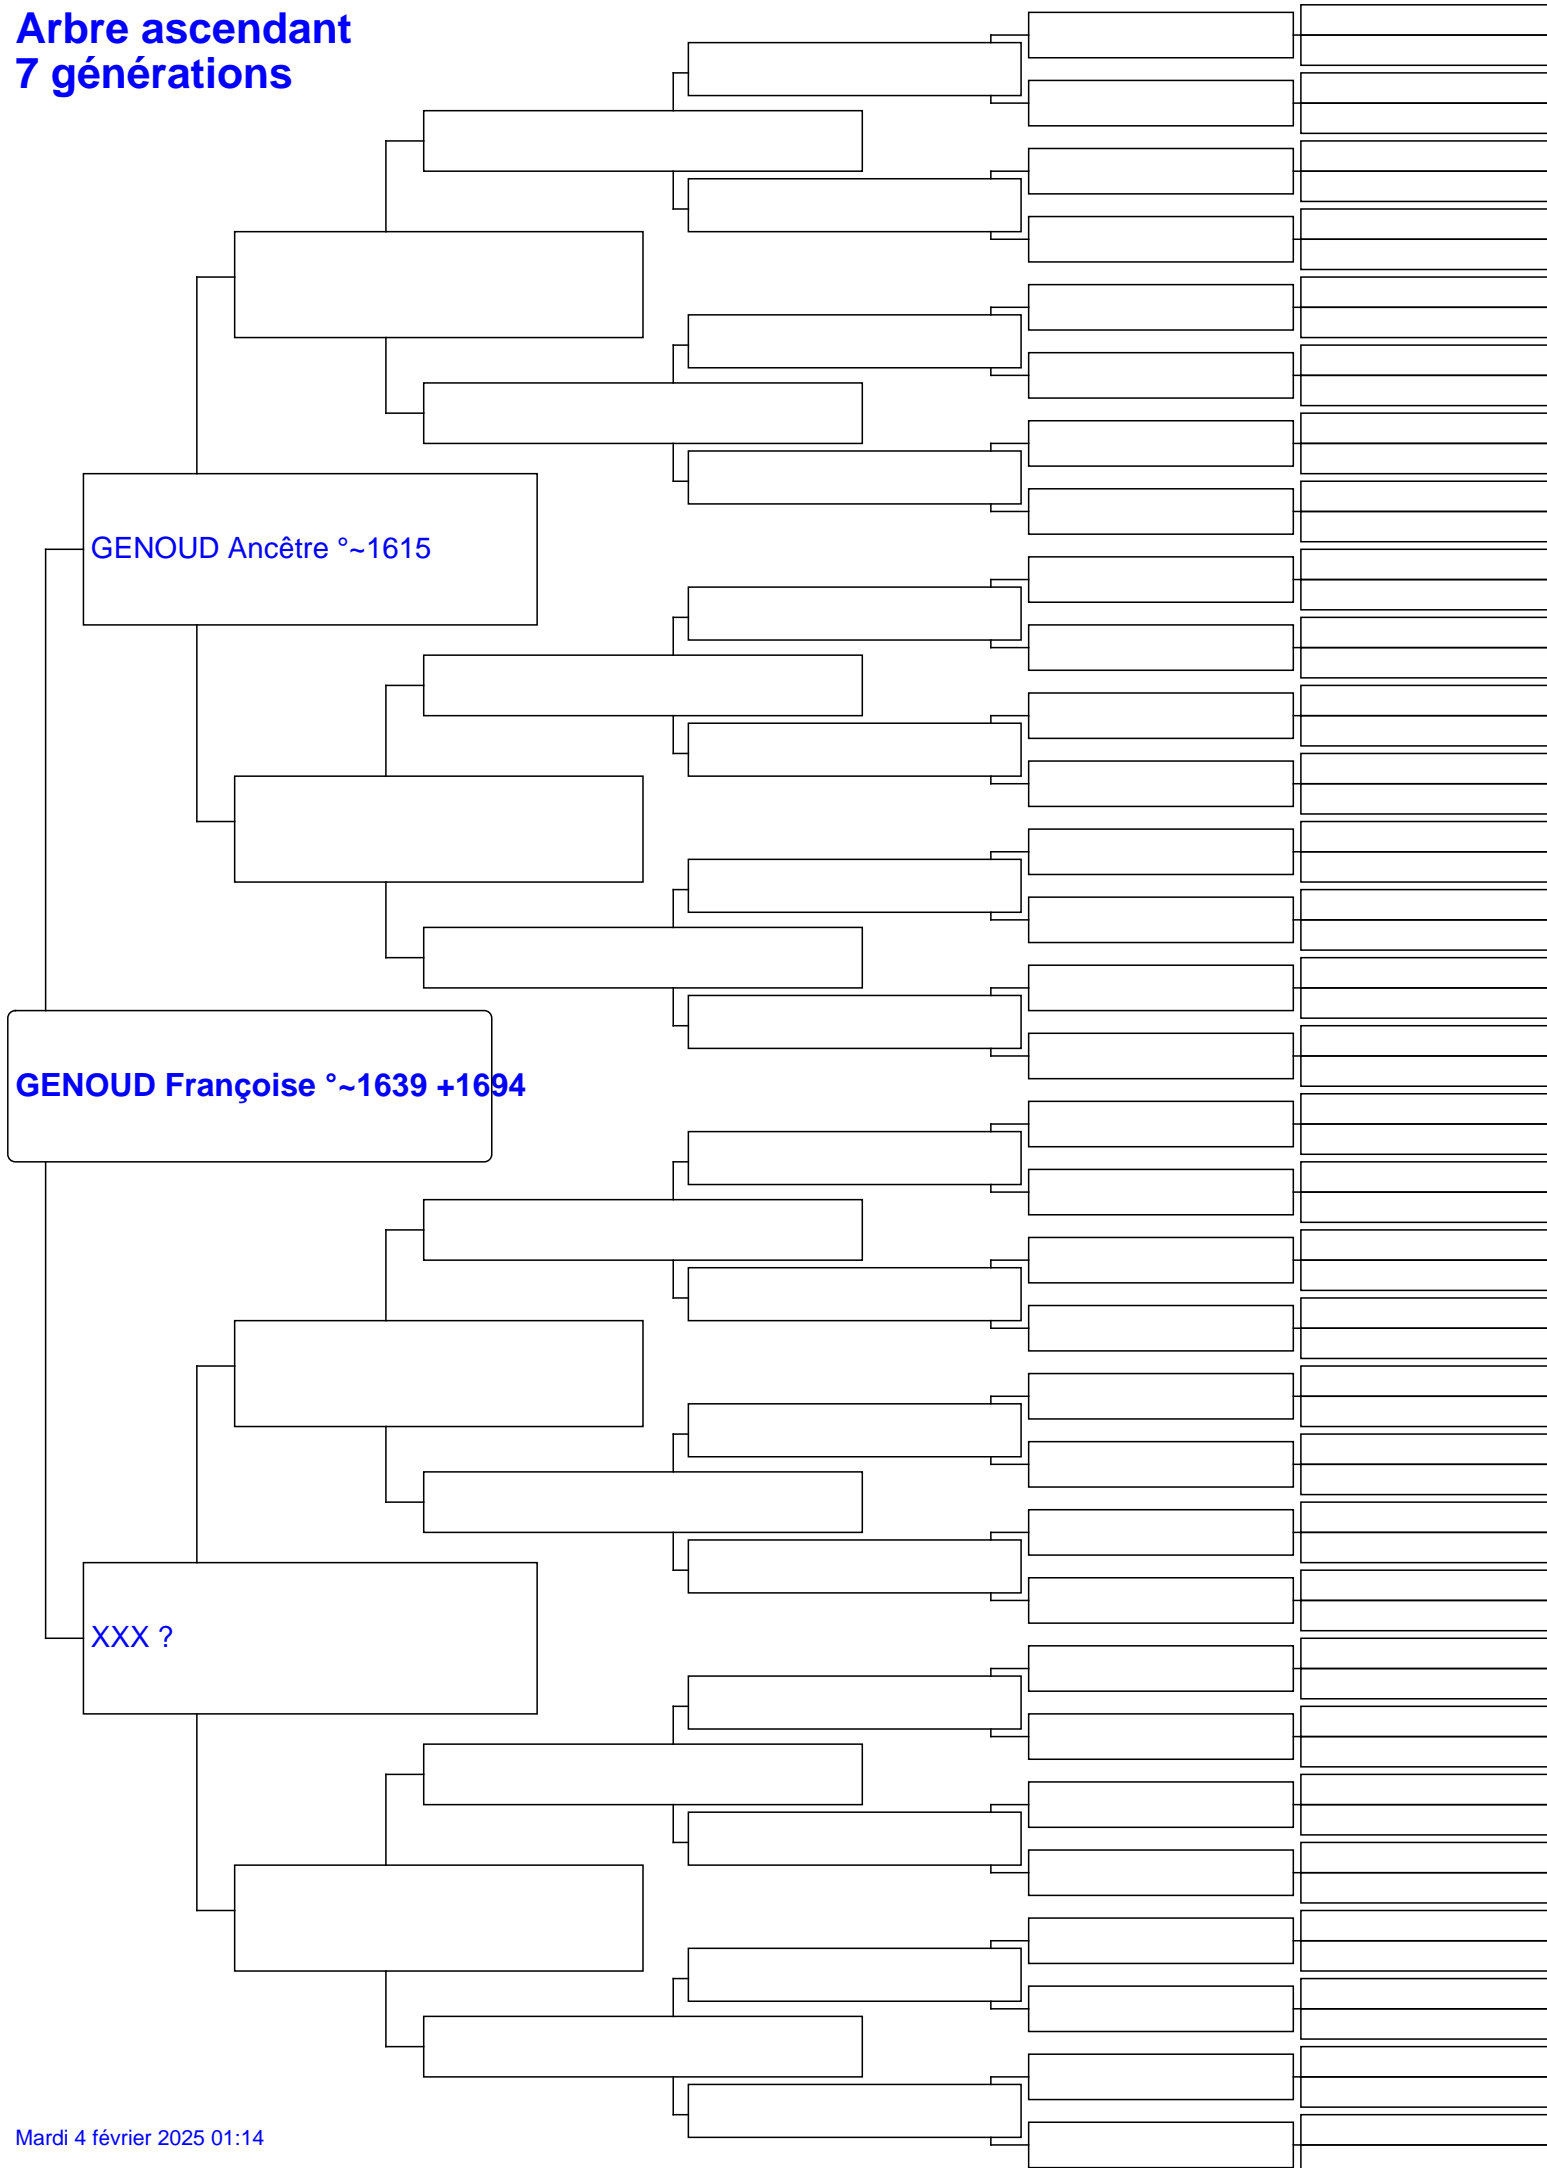 Arbre ascendant
7 générations
GENOUD Ancêtre °~1615
GENOUD Françoise °~1639 +1694
XXX ?
Mardi 4 février 2025 01:14